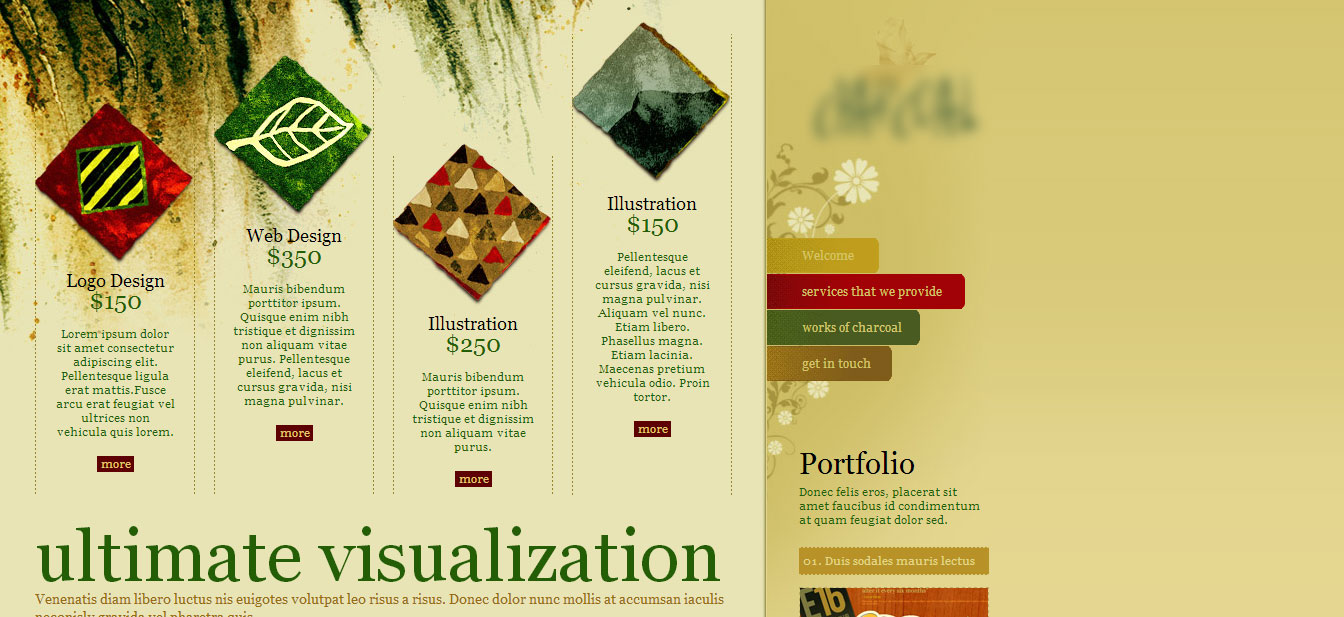 Logo Design
$150
Lorem ipsum dolor
sit amet consectetur
adipiscing elit.
Pellentesque ligula
erat mattis.Fusce
arcu erat feugiat vel
ultrices non
vehicula quis lorem.
more
Web Design
$350
Mauris bibendum
porttitor ipsum.
Quisque enim nibh
tristique et dignissim
non aliquam vitae
purus. Pellentesque
eleifend, lacus et
cursus gravida, nisi
magna pulvinar.
more
Illustration
$250
Mauris bibendum
porttitor ipsum.
Quisque enim nibh
tristique et dignissim
non aliquam vitae
purus.
more
Illustration
$150
Pellentesque
eleifend, lacus et
cursus gravida, nisi
magna pulvinar.
Aliquam vel nunc.
Etiam libero.
Phasellus magna.
Etiam lacinia.
Maecenas pretium
vehicula odio. Proin
tortor.
more
ultimate visualization
Venenatis diam libero luctus nis euigotes volutpat leo risus a risus. Donec dolor nunc mollis at accumsan iaculis
Welcome
services that we provide
works of charcoal
get in touch
Portfolio
Donec felis eros, placerat sit
amet faucibus id condimentum
at quam feugiat dolor sed.
01. Duis sodales mauris lectus
after it every six months
E16